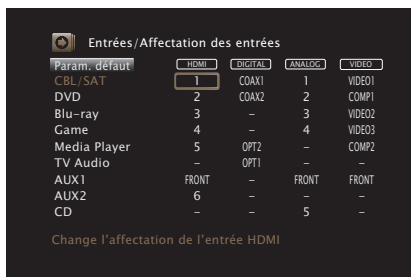 Entrées/Affectation des entrées
Param. défaut HDMI DIGITAL ANALOG VIDEO
CBL/SAT 1 COAX1 1 VIDEO1
DVD 2 COAX2 2 COMP1
Blu-ray 3 – 3 VIDEO2
Game 4 – 4 VIDEO3
Media Player 5 OPT2 – COMP2
TV Audio – OPT1 – –
AUX1 FRONT – FRONT FRONT
AUX2 6 – – –
CD – – 5 –
Change l'affectation de l'entrée HDMI